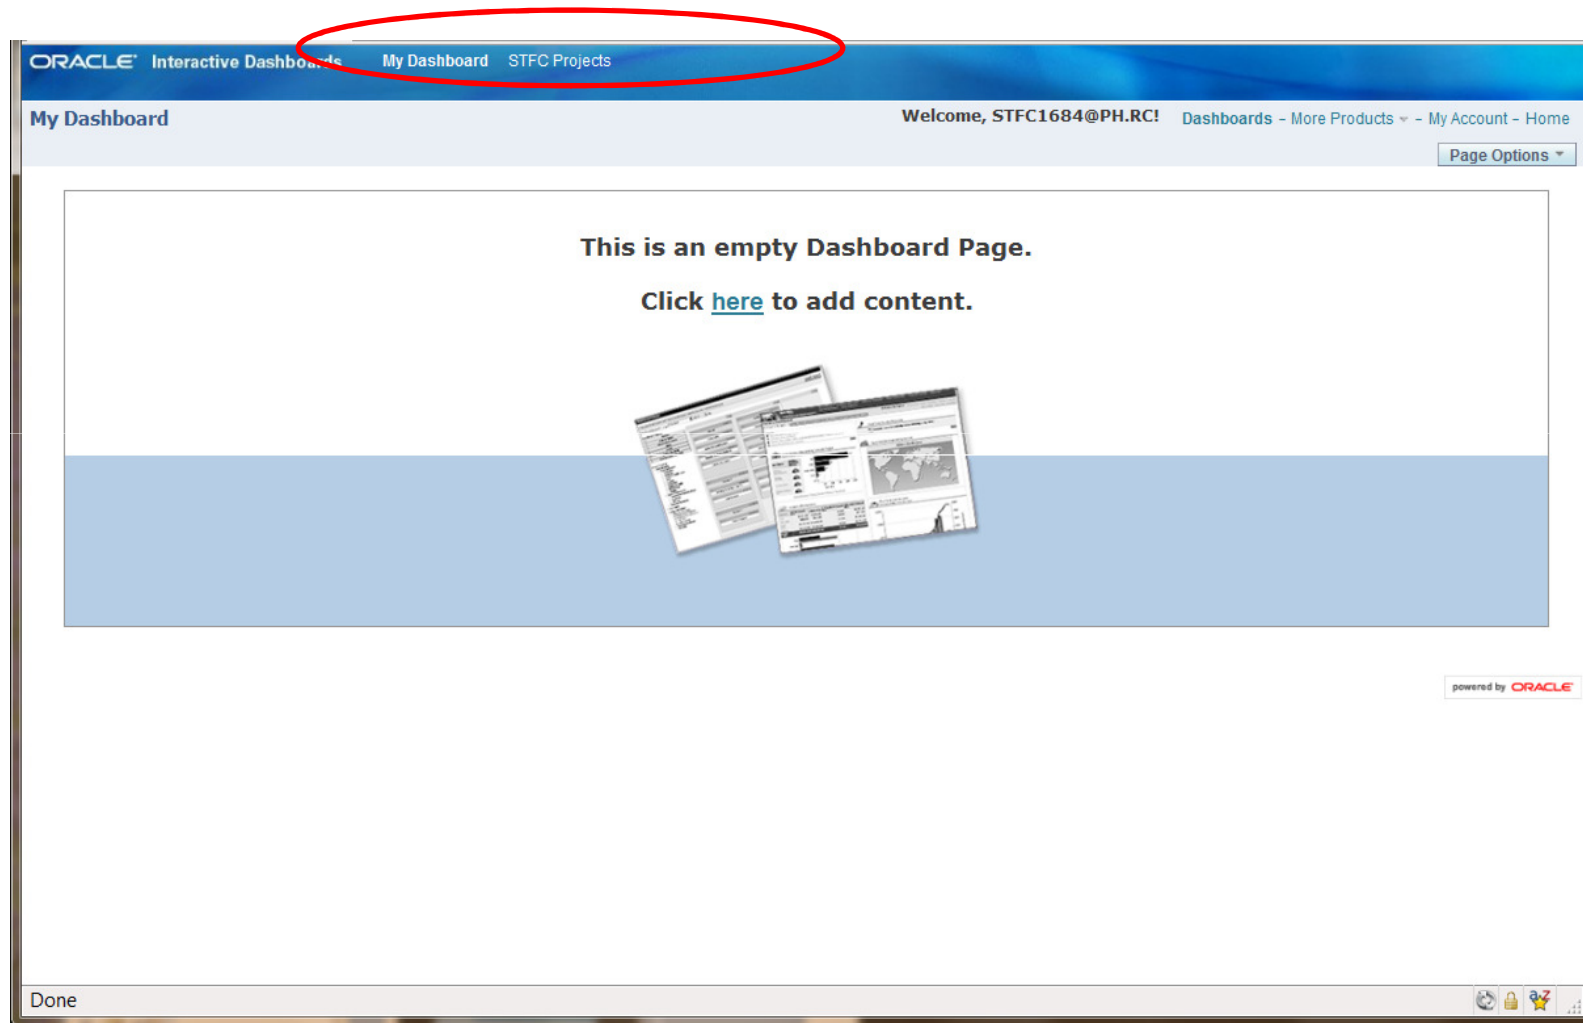 ORACLE Interactive Dashboards My Dashboard STFC Projects
My Dashboard
Welcome, STFC1684@PH.RC! Dashboards - More Products - My Account - Home
Page Options
This is an empty Dashboard Page.
Click here to add content.
powered by ORACLE
Done